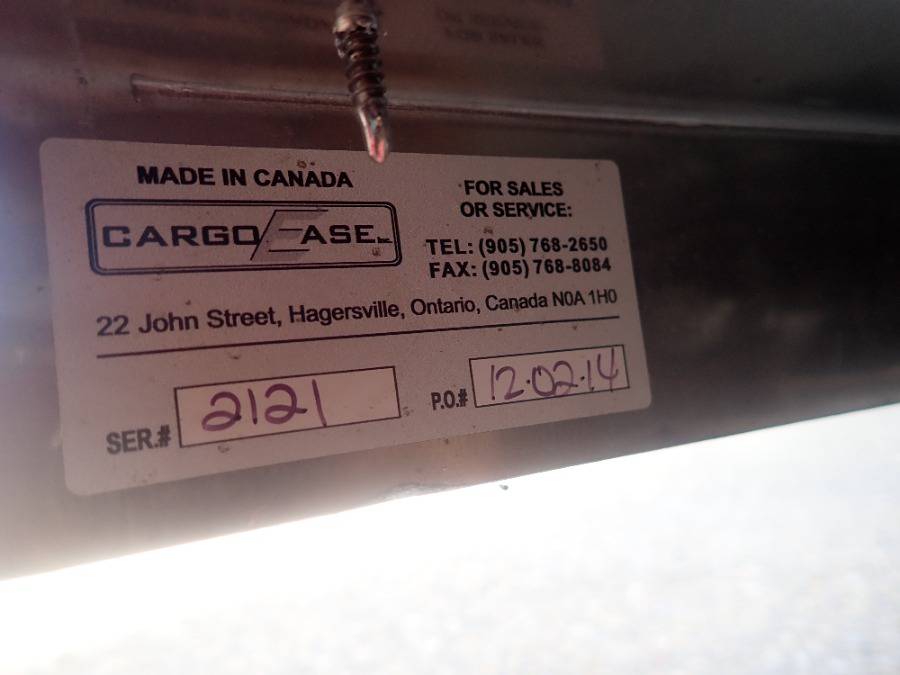 MADE IN CANADA
CARGO EASE INC.
FOR SALES
OR SERVICE:
TEL: (905) 768-2650
FAX: (905) 768-8084
22 John Street, Hagersville, Ontario, Canada N0A 1H0
SER.# 2121
P.O.# 12.02.14